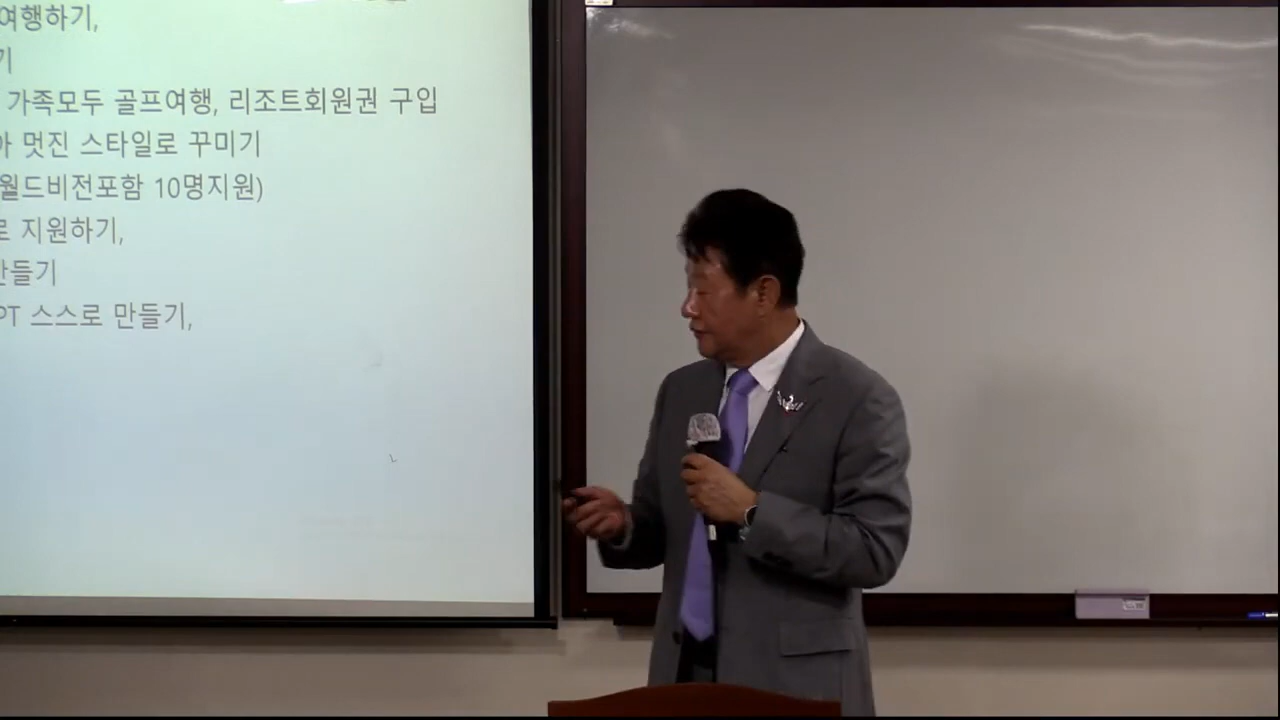 여행하기,
기
가족모두 골프여행, 리조트회원권 구입
멋진 스타일로 꾸미기
월드비전포함 10명지원)
지원하기,
만들기
PT 스스로 만들기,